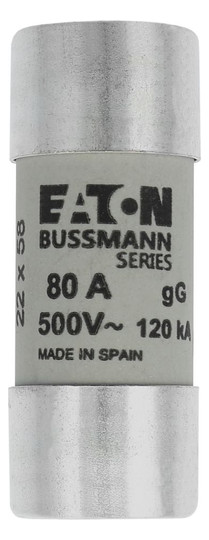 EATON
BUSSMANN
SERIES
80 A gG
500V~ 120 kA
MADE IN SPAIN
22 x 58